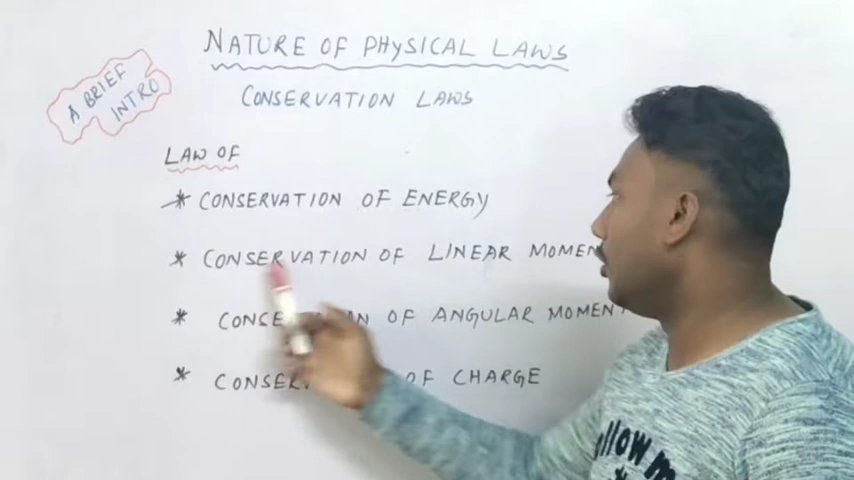 NATURE OF PHYSICAL LAWS
A BRIEF
INTRO
CONSERVATION LAWS
LAW OF
* CONSERVATION OF ENERGY
* CONSERVATION OF LINEAR
* OF ANGULAR
* OF CHARGE